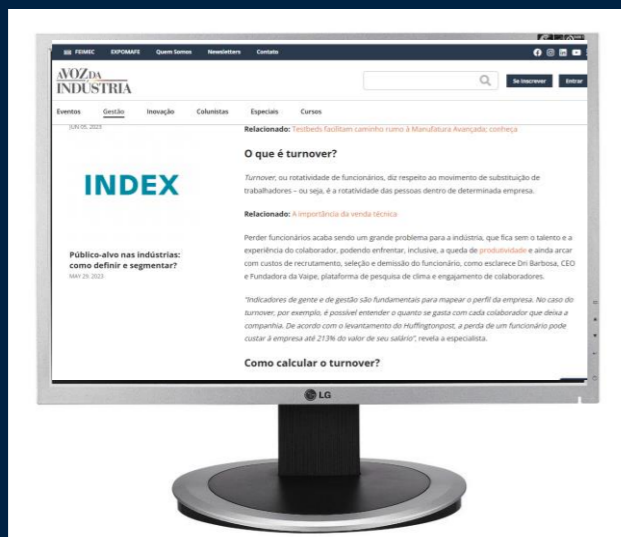 FEIMEC EXPOMAFE Quem Somos Newsletters Contato
A VOZ DA
INDÚSTRIA
Se Inscrever Entrar
Eventos Gestão Inovação Colunistas Especiais Cursos
JUN 05, 2023
Relacionado: Testbeds facilitam caminho rumo à Manufatura Avançada; conheça
O que é turnover?
Turnover, ou rotatividade de funcionários, diz respeito ao movimento de substituição de
trabalhadores – ou seja, é a rotatividade das pessoas dentro de determinada empresa.
INDEX
Relacionado: A importância da venda técnica
Perder funcionários acaba sendo um grande problema para a indústria, que fica sem o talento e a
experiência do colaborador, podendo enfrentar, inclusive, a queda de produtividade e ainda arcar
com custos de recrutamento, seleção e demissão do funcionário, como esclarece Dri Barbosa, CEO
e Fundadora da Vaipe, plataforma de pesquisa de clima e engajamento de colaboradores.
Público-alvo nas indústrias:
como definir e segmentar?
MAY 29, 2023
"Indicadores de gente e de gestão são fundamentais para mapear o perfil da empresa. No caso do
turnover, por exemplo, é possível entender o quanto se gasta com cada colaborador que deixa a
companhia. De acordo com o levantamento do Huffingtonpost, a perda de um funcionário pode
custar à empresa até 213% do valor de seu salário", revela a especialista.
Como calcular o turnover?
LG